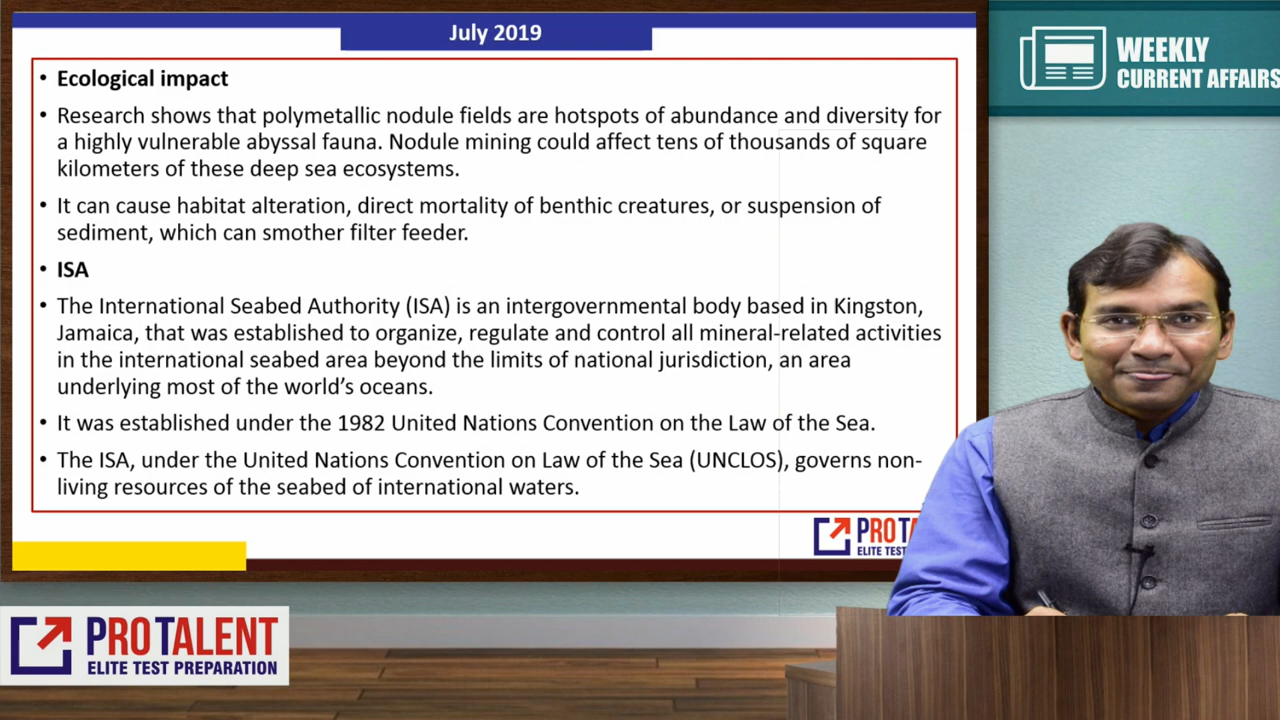 July 2019
WEEKLY
CURRENT AFFAIRS
• Ecological impact
• Research shows that polymetallic nodule fields are hotspots of abundance and diversity for
a highly vulnerable abyssal fauna. Nodule mining could affect tens of thousands of square
kilometers of these deep sea ecosystems.
• It can cause habitat alteration, direct mortality of benthic creatures, or suspension of
sediment, which can smother filter feeder.
• ISA
• The International Seabed Authority (ISA) is an intergovernmental body based in Kingston,
Jamaica, that was established to organize, regulate and control all mineral-related activities
in the international seabed area beyond the limits of national jurisdiction, an area
underlying most of the world’s oceans.
• It was established under the 1982 United Nations Convention on the Law of the Sea.
• The ISA, under the United Nations Convention on Law of the Sea (UNCLOS), governs non-
living resources of the seabed of international waters.
PROTA
ELITE TES
PROTALENT
ELITE TEST PREPARATION